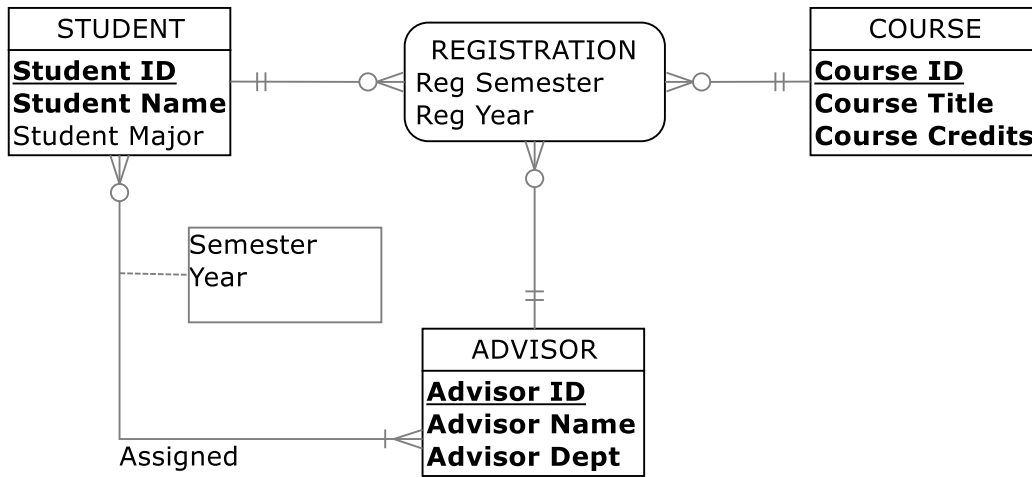 STUDENT
Student ID
Student Name
Student Major
REGISTRATION
Reg Semester
Reg Year
COURSE
Course ID
Course Title
Course Credits
Semester
Year
ADVISOR
Advisor ID
Advisor Name
Advisor Dept
Assigned